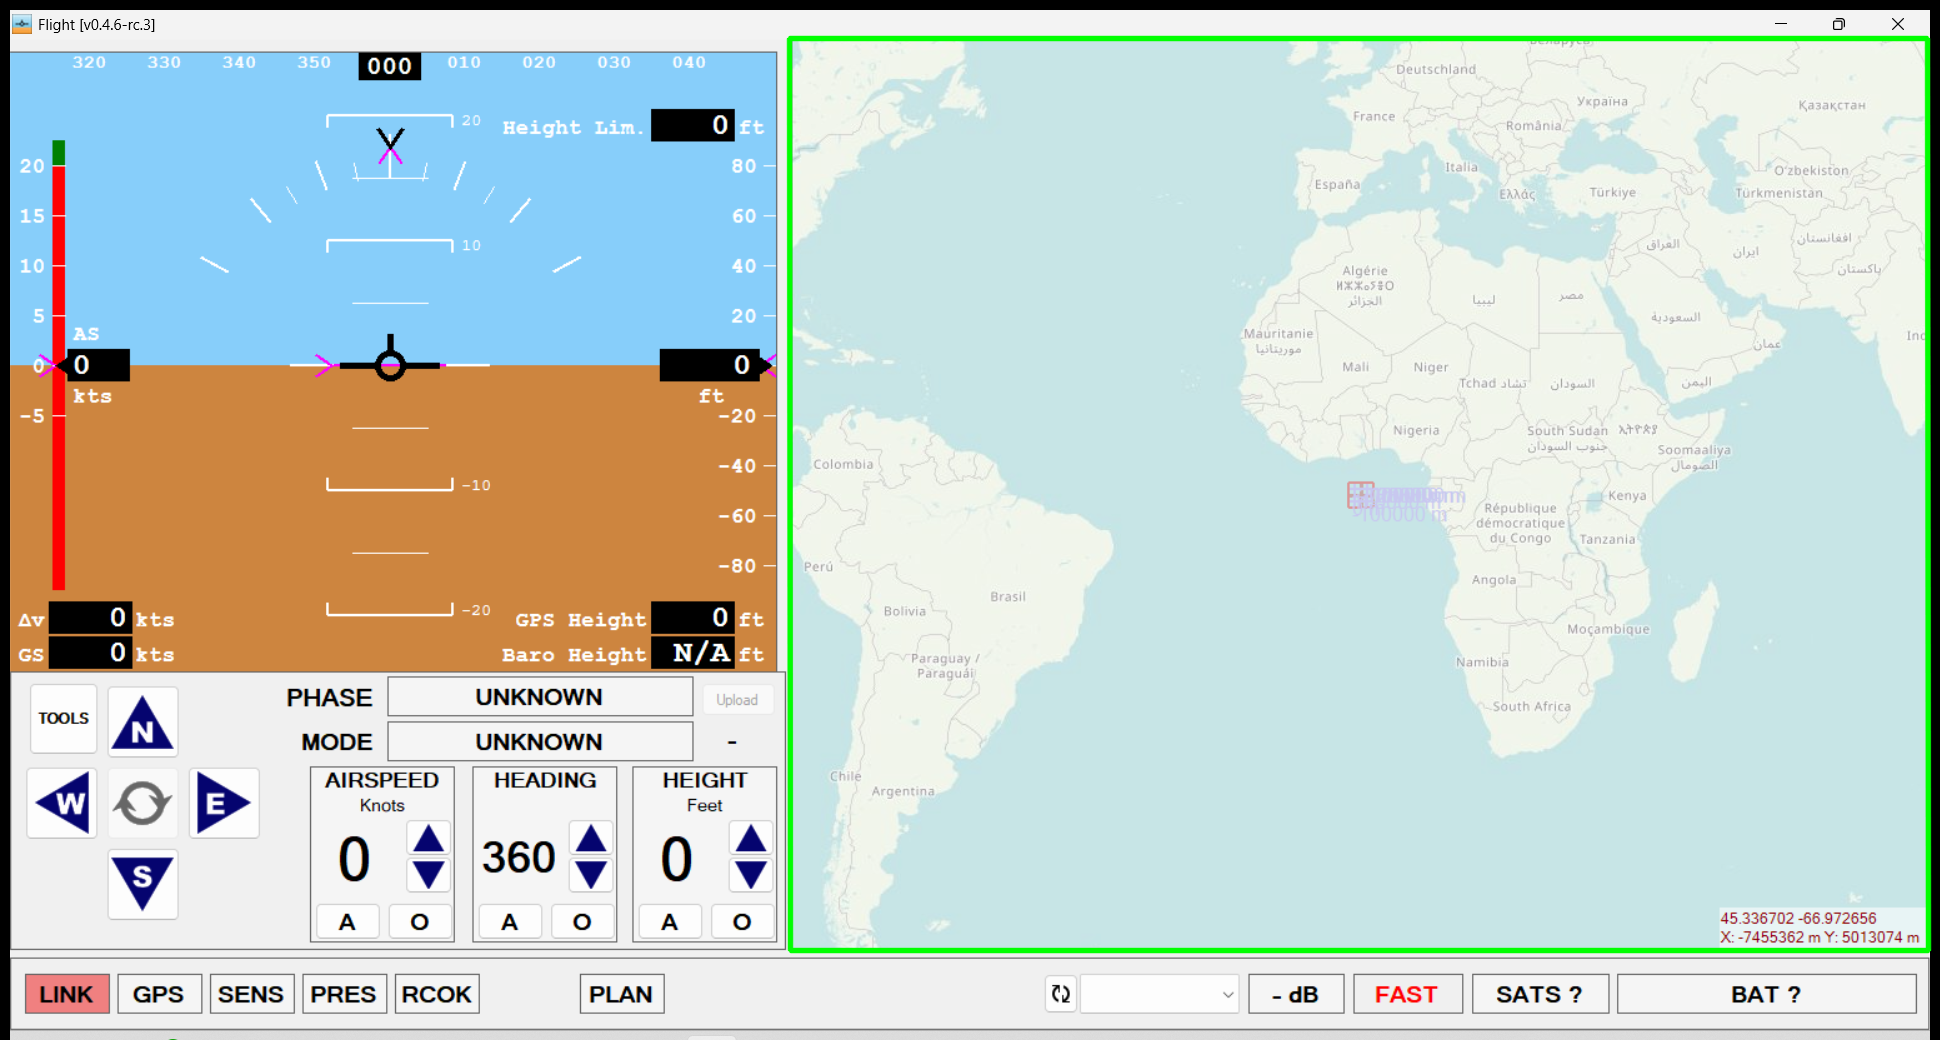 Flight [v0.4.6-rc.3]
320 330 340 350 000 010 020 030 040
20
Height Lim. 0 ft
20
15
10
5
0
-5
AS
0
kts
10
-10
-20
80
60
40
20
0
ft
-20
-40
-60
-80
Δv 0 kts
GS 0 kts
GPS Height 0 ft
Baro Height N/A ft
TOOLS
N
W
E
S
PHASE UNKNOWN Upload
MODE UNKNOWN -
AIRSPEED
Knots
0
A O
HEADING
360
A O
HEIGHT
Feet
0
A O
Беларусь
Deutschland
Україна
Қазақстан
France
România
Italia
O'zbekiston
España
Ελλάς
Türkiye
Türkmenistan
العراق
ایران
افغانستان
پاکستان
Algérie
ⵍⵣⵣⴰⵢⴻⵔ
الجزائر
ليبيا
مصر
السعودية
عمان
Ind
Mauritanie
موريتانيا
Mali
Niger
Tchad تشاد
السودان
اليمن
Nigeria
South Sudan
جنوب السودان
ኢትዮጵያ
Soomaaliya
الصومال
Colombia
Kenya
République
démocratique
du Congo
Tanzania
100000 m
Perú
Angola
Brasil
Bolivia
Moçambique
Paraguay /
Paraguái
Namibia
South Africa
Chile
Argentina
45.336702 -66.972656
X: -7455362 m Y: 5013074 m
LINK GPS SENS PRES RCOK PLAN - dB FAST SATS ? BAT ?